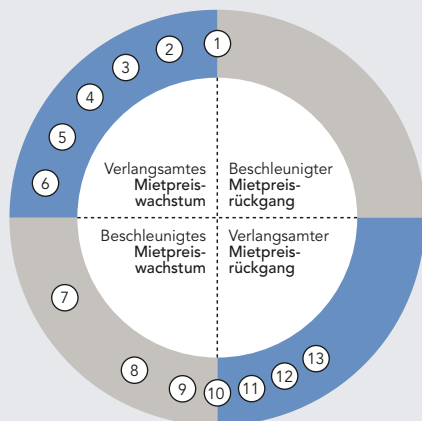 1
2
3
4
5
6
Verlangsamtes
Mietpreis-
wachstum
Beschleunigter
Mietpreis-
rückgang
Beschleunigtes
Mietpreis-
wachstum
Verlangsamter
Mietpreis-
rückgang
7
8
9
10
11
12
13